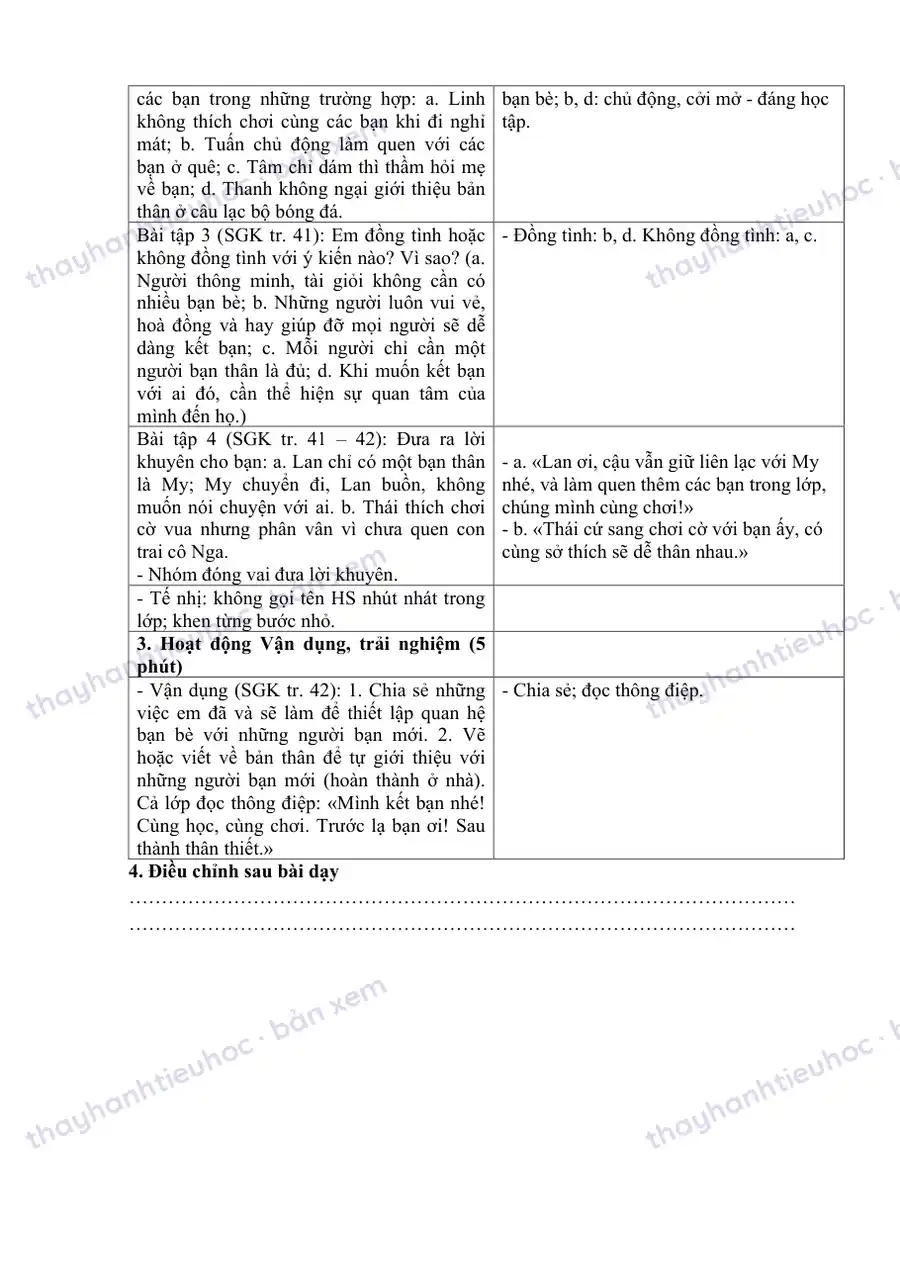 các bạn trong những trường hợp: a. Linh
không thích chơi cùng các bạn khi đi nghỉ
mát; b. Tuấn chủ động làm quen với các
bạn ở quê; c. Tâm chỉ dám thì thầm hỏi mẹ
về bạn; d. Thanh không ngại giới thiệu bản
thân ở câu lạc bộ bóng đá.
bạn bè; b, d: chủ động, cởi mở - đáng học
tập.
Bài tập 3 (SGK tr. 41): Em đồng tình hoặc
không đồng tình với ý kiến nào? Vì sao? (a.
Người thông minh, tài giỏi không cần có
nhiều bạn bè; b. Những người luôn vui vẻ,
hoà đồng và hay giúp đỡ mọi người sẽ dễ
dàng kết bạn; c. Mỗi người chỉ cần một
người bạn thân là đủ; d. Khi muốn kết bạn
với ai đó, cần thể hiện sự quan tâm của
mình đến họ.)
- Đồng tình: b, d. Không đồng tình: a, c.
Bài tập 4 (SGK tr. 41 – 42): Đưa ra lời
khuyên cho bạn: a. Lan chỉ có một bạn thân
là My; My chuyển đi, Lan buồn, không
muốn nói chuyện với ai. b. Thái thích chơi
cờ vua nhưng phân vân vì chưa quen con
trai cô Nga.
- Nhóm đóng vai đưa lời khuyên.
- a. «Lan ơi, cậu vẫn giữ liên lạc với My
nhé, và làm quen thêm các bạn trong lớp,
chúng mình cùng chơi!»
- b. «Thái cứ sang chơi cờ với bạn ấy, có
cùng sở thích sẽ dễ thân nhau.»
- Tế nhị: không gọi tên HS nhút nhát trong
lớp; khen từng bước nhỏ.
3. Hoạt động Vận dụng, trải nghiệm (5
phút)
- Vận dụng (SGK tr. 42): 1. Chia sẻ những
việc em đã và sẽ làm để thiết lập quan hệ
bạn bè với những người bạn mới. 2. Vẽ
hoặc viết về bản thân để tự giới thiệu với
những người bạn mới (hoàn thành ở nhà).
Cả lớp đọc thông điệp: «Mình kết bạn nhé!
Cùng học, cùng chơi. Trước lạ bạn ơi! Sau
thành thân thiết.»
- Chia sẻ; đọc thông điệp.
4. Điều chỉnh sau bài dạy
…………………………………………………………………………………………
…………………………………………………………………………………………
thayhanhtieuhoc · bản xem
thayhanhtieuhoc · b
thayhanhtieuhoc · bản xem
thayhanhtieuhoc · b
thayhanhtieuhoc · bản xem
thayhanhtieuhoc · b